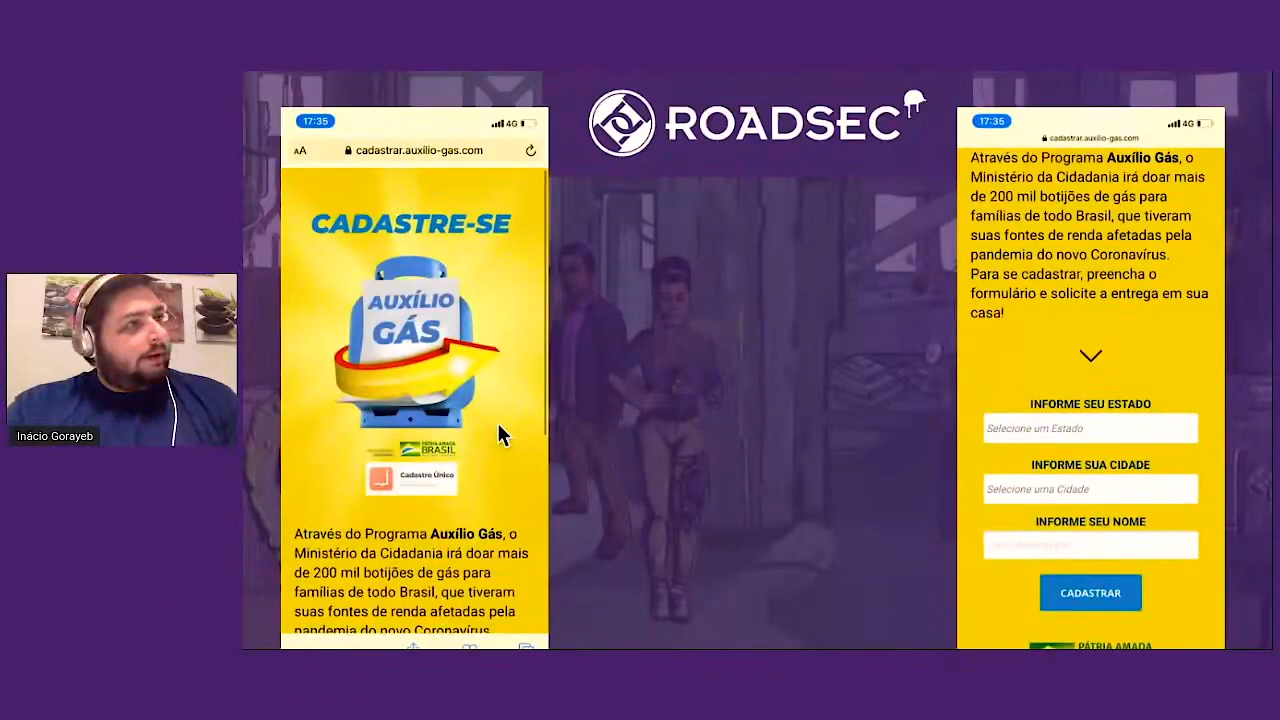 ROADSEC
17:35
4G
AA
cadastrar.auxilio-gas.com
CADASTRE-SE
AUXÍLIO
GÁS
PÁTRIA AMADA
BRASIL
Cadastro Único
Através do Programa Auxílio Gás, o
Ministério da Cidadania irá doar mais
de 200 mil botijões de gás para
famílias de todo Brasil, que tiveram
suas fontes de renda afetadas pela
pandemia do novo Coronavírus.
17:35
4G
cadastrar.auxilio-gas.com
Através do Programa Auxílio Gás, o
Ministério da Cidadania irá doar mais
de 200 mil botijões de gás para
famílias de todo Brasil, que tiveram
suas fontes de renda afetadas pela
pandemia do novo Coronavírus.
Para se cadastrar, preencha o
formulário e solicite a entrega em sua
casa!
INFORME SEU ESTADO
Selecione um Estado
INFORME SUA CIDADE
Selecione uma Cidade
INFORME SEU NOME
CADASTRAR
PÁTRIA AMADA
Inácio Gorayeb